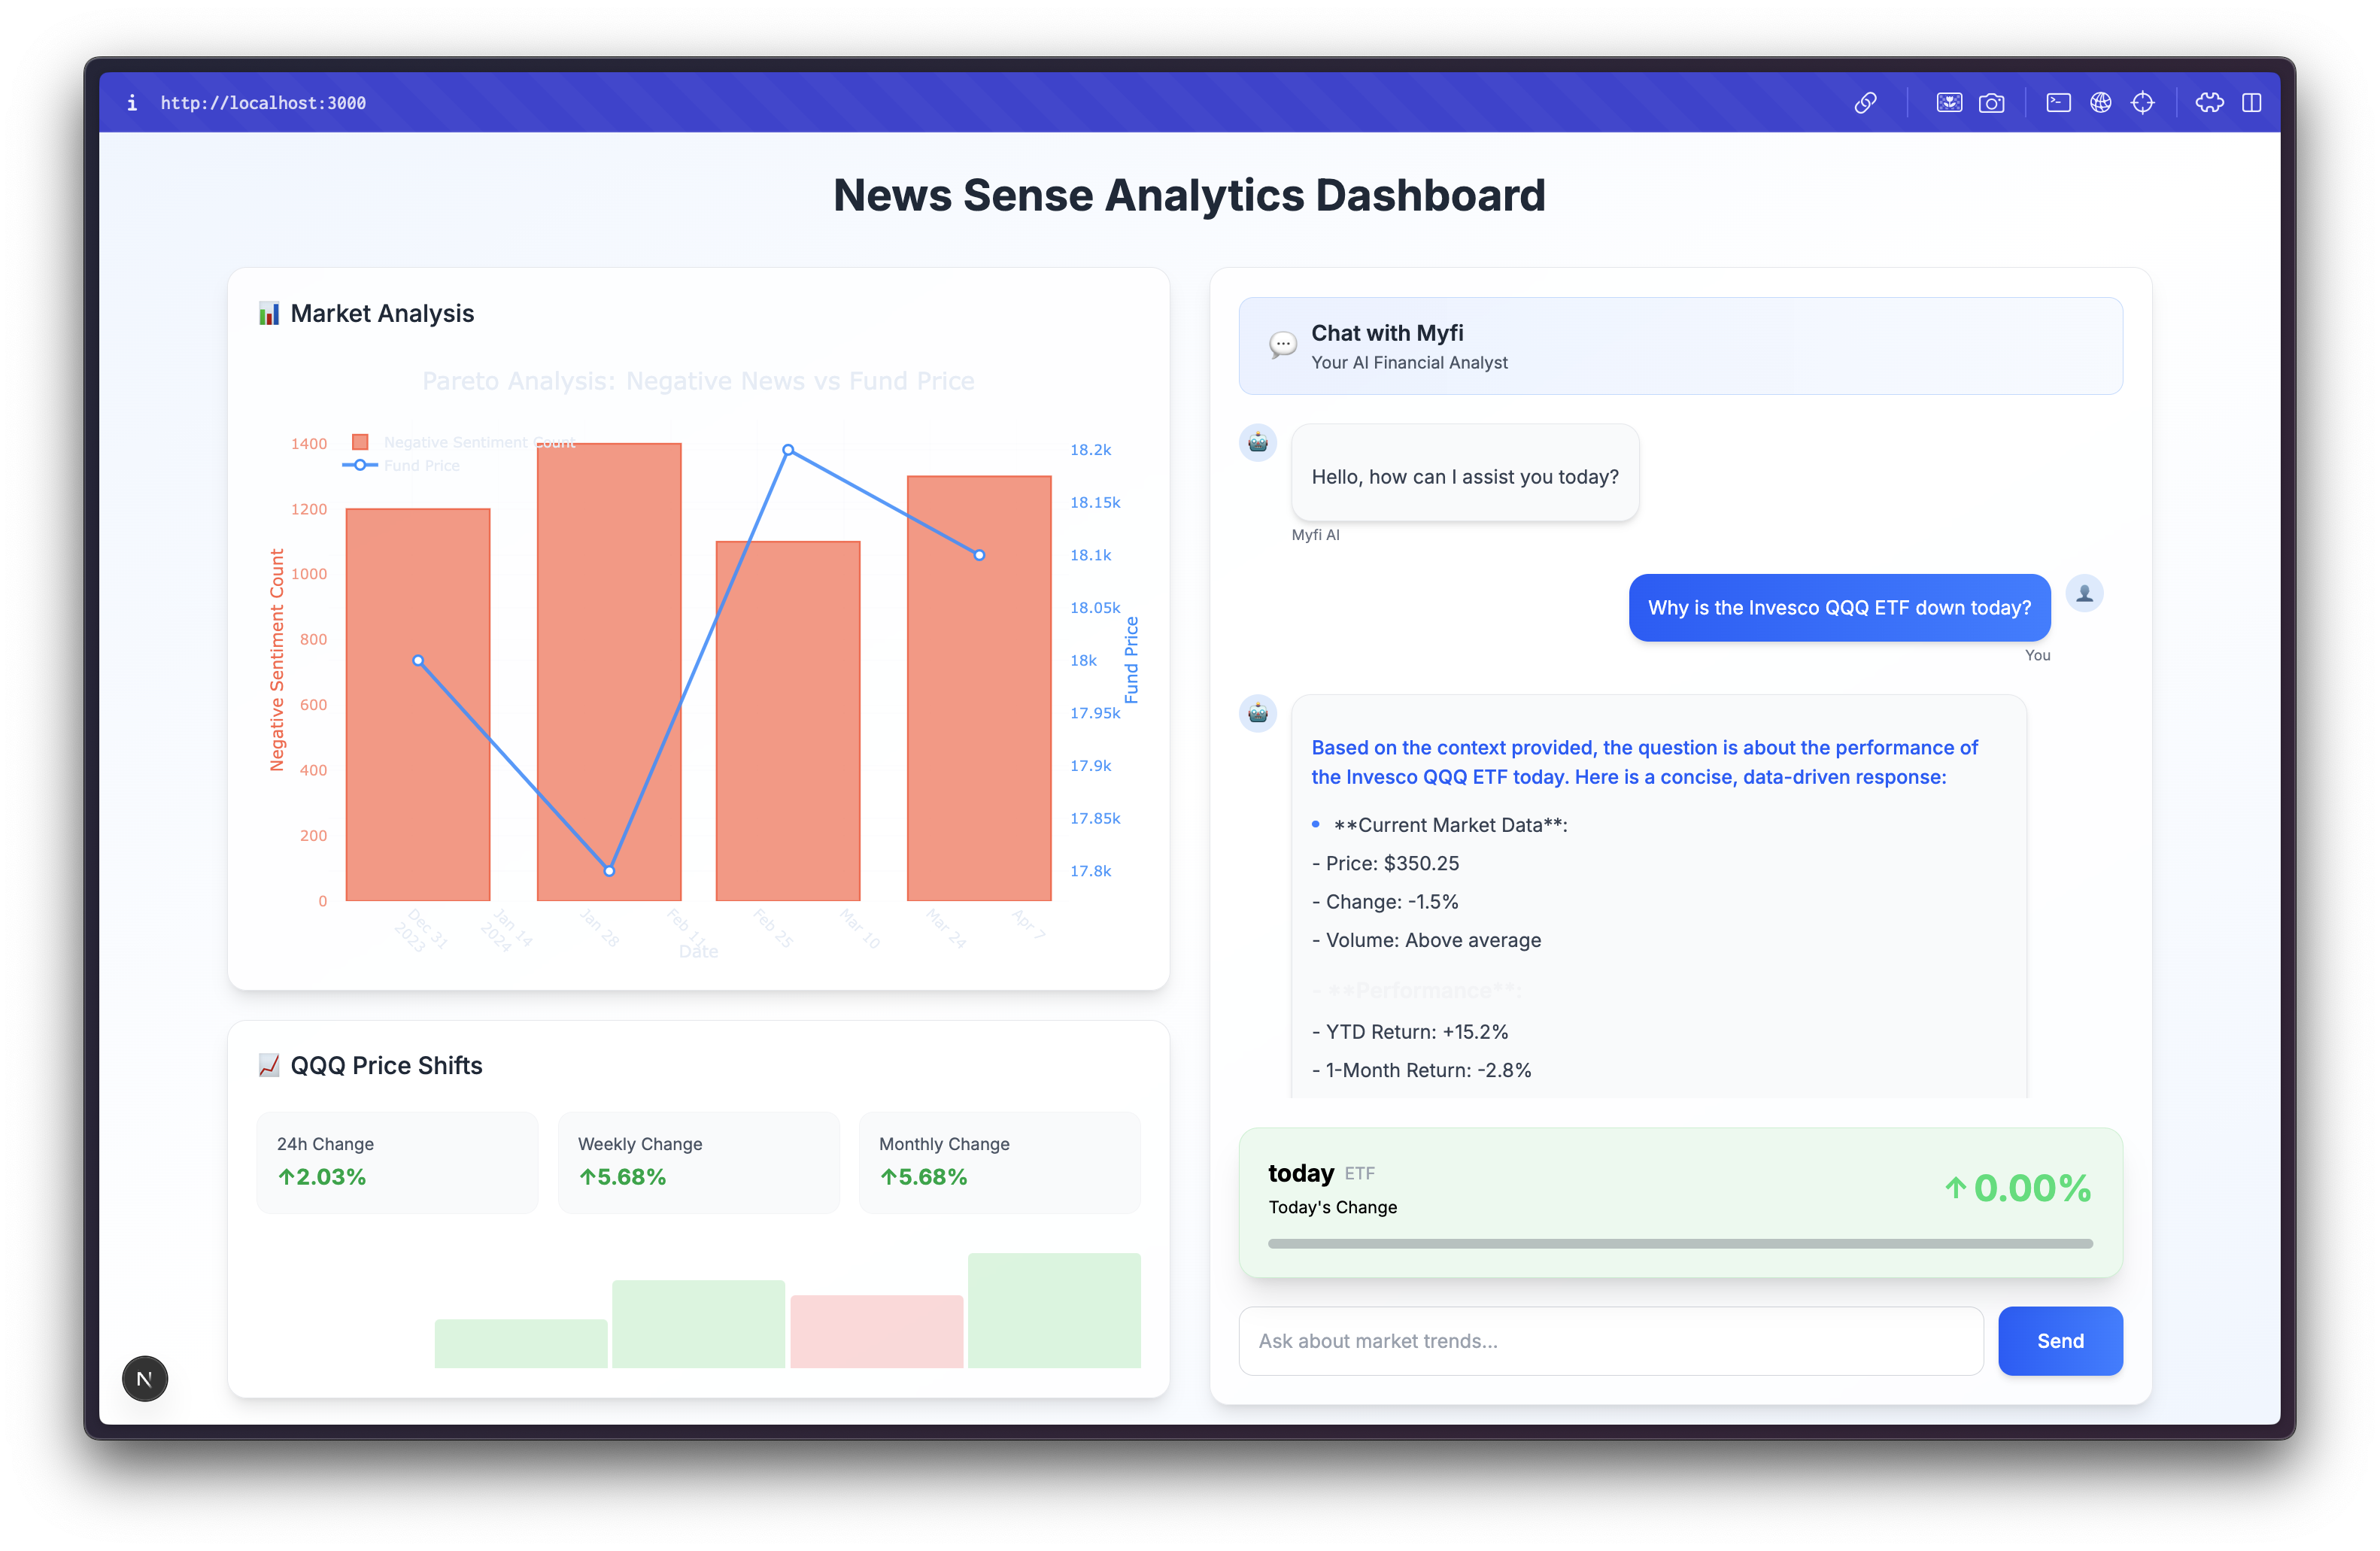 http://localhost:3000
News Sense Analytics Dashboard
Market Analysis
Pareto Analysis: Negative News vs Fund Price
Negative Sentiment Count
Fund Price
1400
1200
1000
800
600
400
200
0
Negative Sentiment Count
18.2k
18.15k
18.1k
18.05k
18k
17.95k
17.9k
17.85k
17.8k
Fund Price
Dec 31
2023
Jan 14
2024
Jan 28
Feb 11
Feb 25
Mar 10
Mar 24
Apr 7
Date
QQQ Price Shifts
24h Change
↑2.03%
Weekly Change
↑5.68%
Monthly Change
↑5.68%
N
Chat with Myfi
Your AI Financial Analyst
Hello, how can I assist you today?
Myfi AI
Why is the Invesco QQQ ETF down today?
You
Based on the context provided, the question is about the performance of
the Invesco QQQ ETF today. Here is a concise, data-driven response:
• **Current Market Data**:
- Price: $350.25
- Change: -1.5%
- Volume: Above average
- **Performance**:
- YTD Return: +15.2%
- 1-Month Return: -2.8%
today ETF
Today's Change
↑0.00%
Ask about market trends...
Send